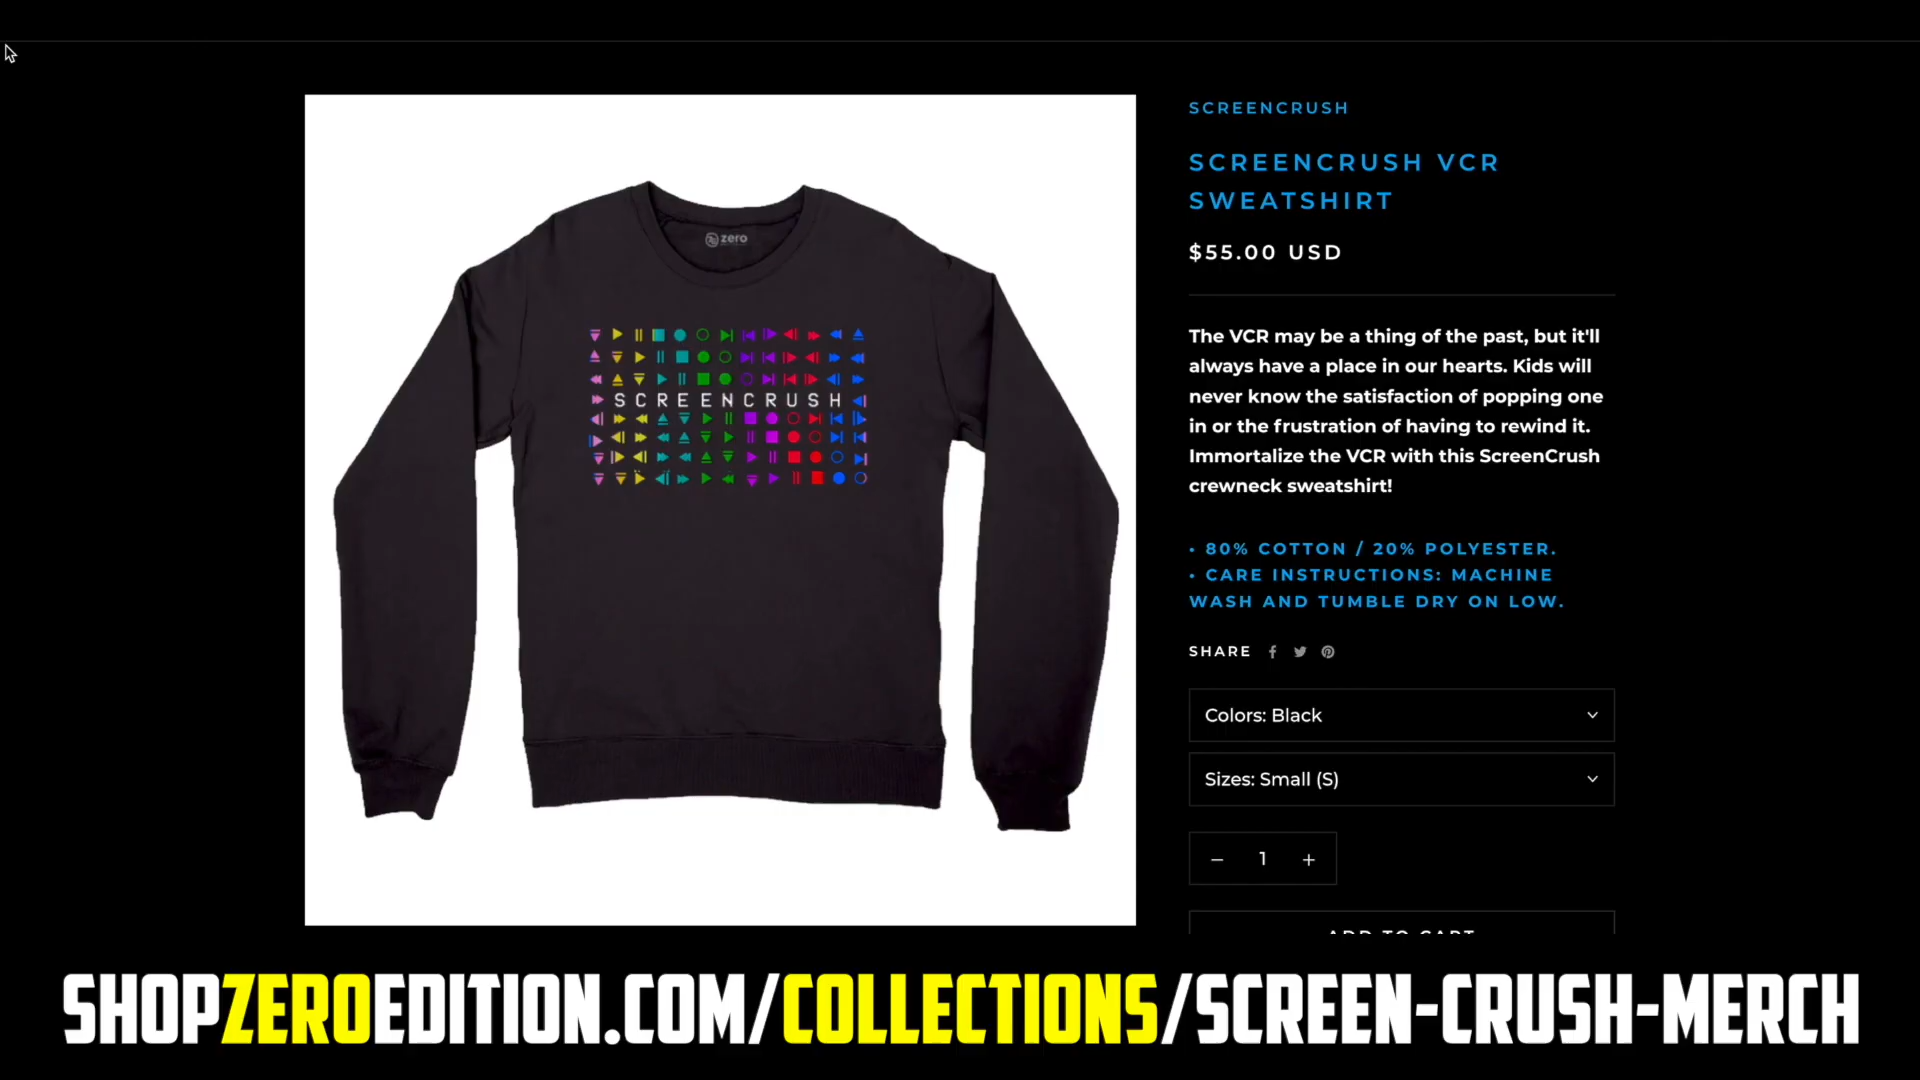 SCREENCRUSH
SCREENCRUSH VCR
SWEATSHIRT
$55.00 USD
zero
SCREENCRUSH
The VCR may be a thing of the past, but it'll
always have a place in our hearts. Kids will
never know the satisfaction of popping one
in or the frustration of having to rewind it.
Immortalize the VCR with this ScreenCrush
crewneck sweatshirt!
• 80% COTTON / 20% POLYESTER.
• CARE INSTRUCTIONS: MACHINE
WASH AND TUMBLE DRY ON LOW.
SHARE
Colors: Black
Sizes: Small (S)
− 1 +
ADD TO CART
SHOPZEROEDITION.COM/COLLECTIONS/SCREEN-CRUSH-MERCH